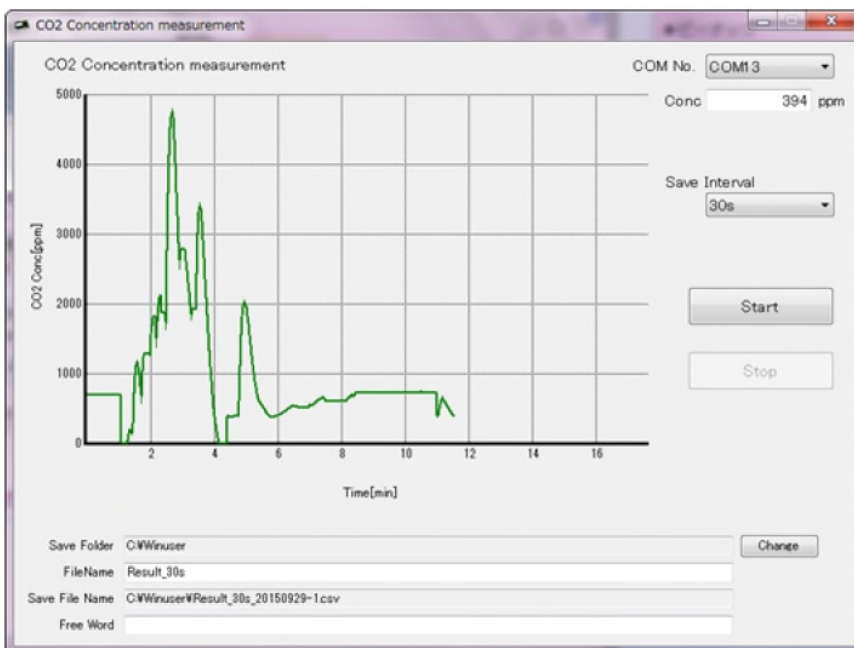 CO2 Concentration measurement
CO2 Concentration measurement
COM No. COM13
Conc 394 ppm
Save Interval
30s
Start
Stop
CO2 Conc[ppm]
5000
4000
3000
2000
1000
0
2 4 6 8 10 12 14 16
Time[min]
Save Folder C:¥Winuser Change
FileName Result_30s
Save File Name C:¥Winuser¥Result_30s_20150929-1.csv
Free Word